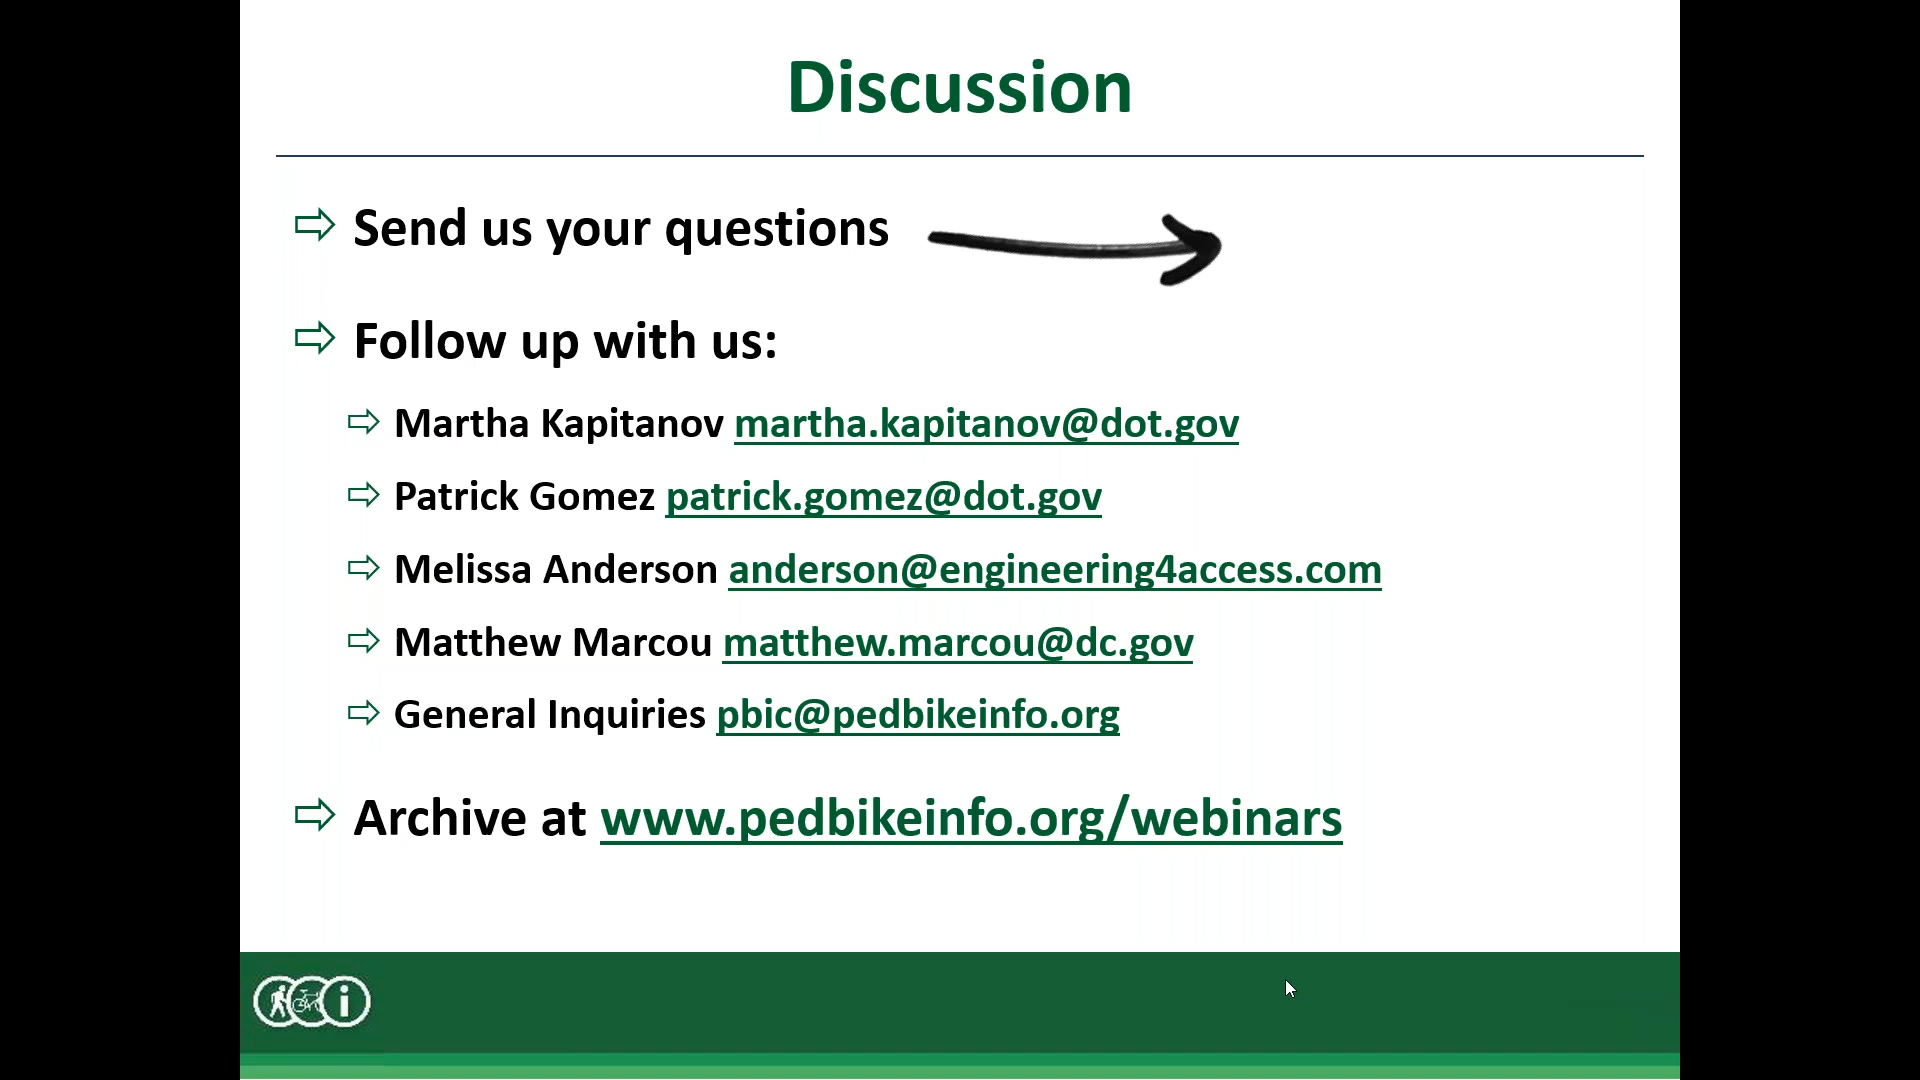 Discussion
Send us your questions
Follow up with us:
Martha Kapitanov martha.kapitanov@dot.gov
Patrick Gomez patrick.gomez@dot.gov
Melissa Anderson anderson@engineering4access.com
Matthew Marcou matthew.marcou@dc.gov
General Inquiries pbic@pedbikeinfo.org
Archive at www.pedbikeinfo.org/webinars
i